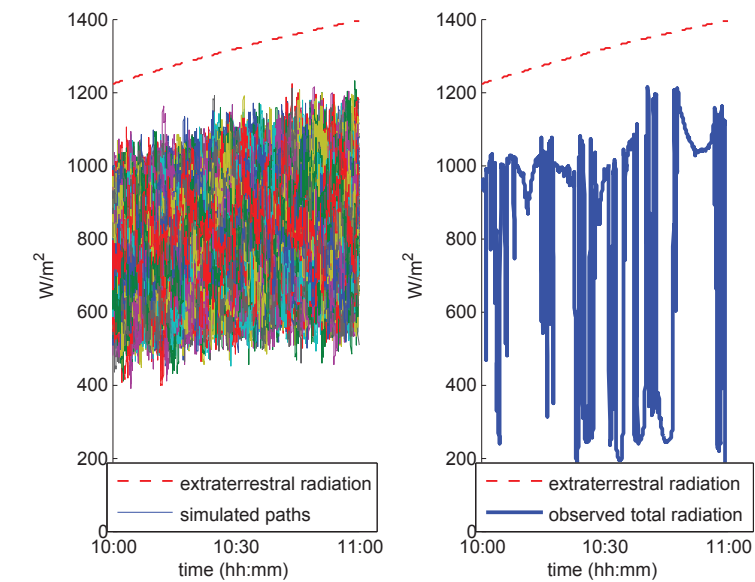 1400
1200
1000
800
600
400
200
0
W/m²
10:00
10:30
11:00
time (hh:mm)
extraterrestral radiation
simulated paths
1400
1200
1000
800
600
400
200
0
W/m²
10:00
10:30
11:00
time (hh:mm)
extraterrestral radiation
observed total radiation